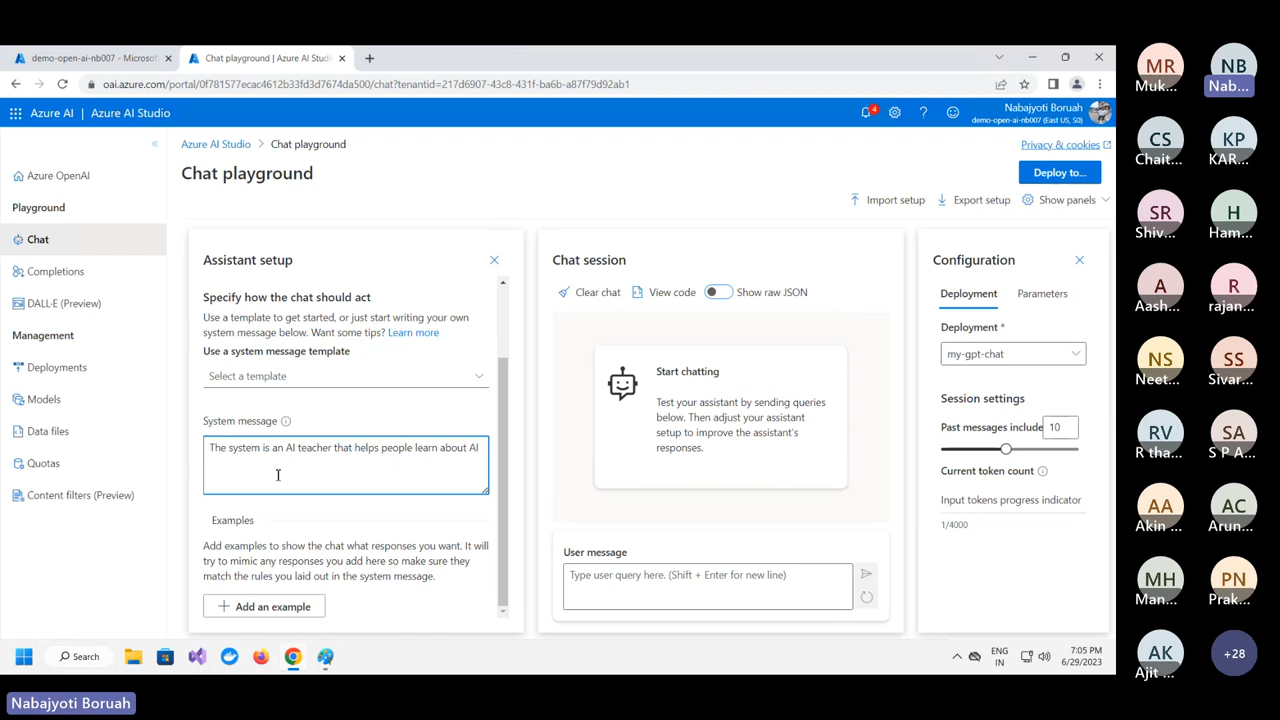 demo-open-ai-nb007 - Microsoft
Chat playground | Azure AI Studio
oai.azure.com/portal/0f781577ecac4612b33fd3d7674da500/chat?tenantid=217d6907-43c8-431f-ba6b-a87f79d92ab1
Azure AI | Azure AI Studio
4
Nabajyoti Boruah
demo-open-ai-nb007 (East US, S0)
Azure AI Studio > Chat playground
Privacy & cookies
Chat playground
Deploy to...
Import setup
Export setup
Show panels
Azure OpenAI
Playground
Chat
Completions
DALL-E (Preview)
Management
Deployments
Models
Data files
Quotas
Content filters (Preview)
Assistant setup
Specify how the chat should act
Use a template to get started, or just start writing your own
system message below. Want some tips? Learn more
Use a system message template
Select a template
System message
The system is an AI teacher that helps people learn about AI
Examples
Add examples to show the chat what responses you want. It will
try to mimic any responses you add here so make sure they
match the rules you laid out in the system message.
Add an example
Chat session
Clear chat
View code
Show raw JSON
Start chatting
Test your assistant by sending queries
below. Then adjust your assistant
setup to improve the assistant's
responses.
User message
Type user query here. (Shift + Enter for new line)
Configuration
Deployment
Parameters
Deployment *
my-gpt-chat
Session settings
Past messages include
10
Current token count
Input tokens progress indicator
1/4000
Search
ENG
IN
7:05 PM
6/29/2023
Nabajyoti Boruah
MR
Muk...
NB
Nab...
CS
Chait...
KP
KAR...
SR
Shiv...
H
Ham...
A
Aash...
R
rajan...
NS
Neet...
SS
Sivar...
RV
R tha...
SA
S P A...
AA
Akin ...
AC
Arun...
MH
Man...
PN
Prak...
AK
Ajit ...
+28